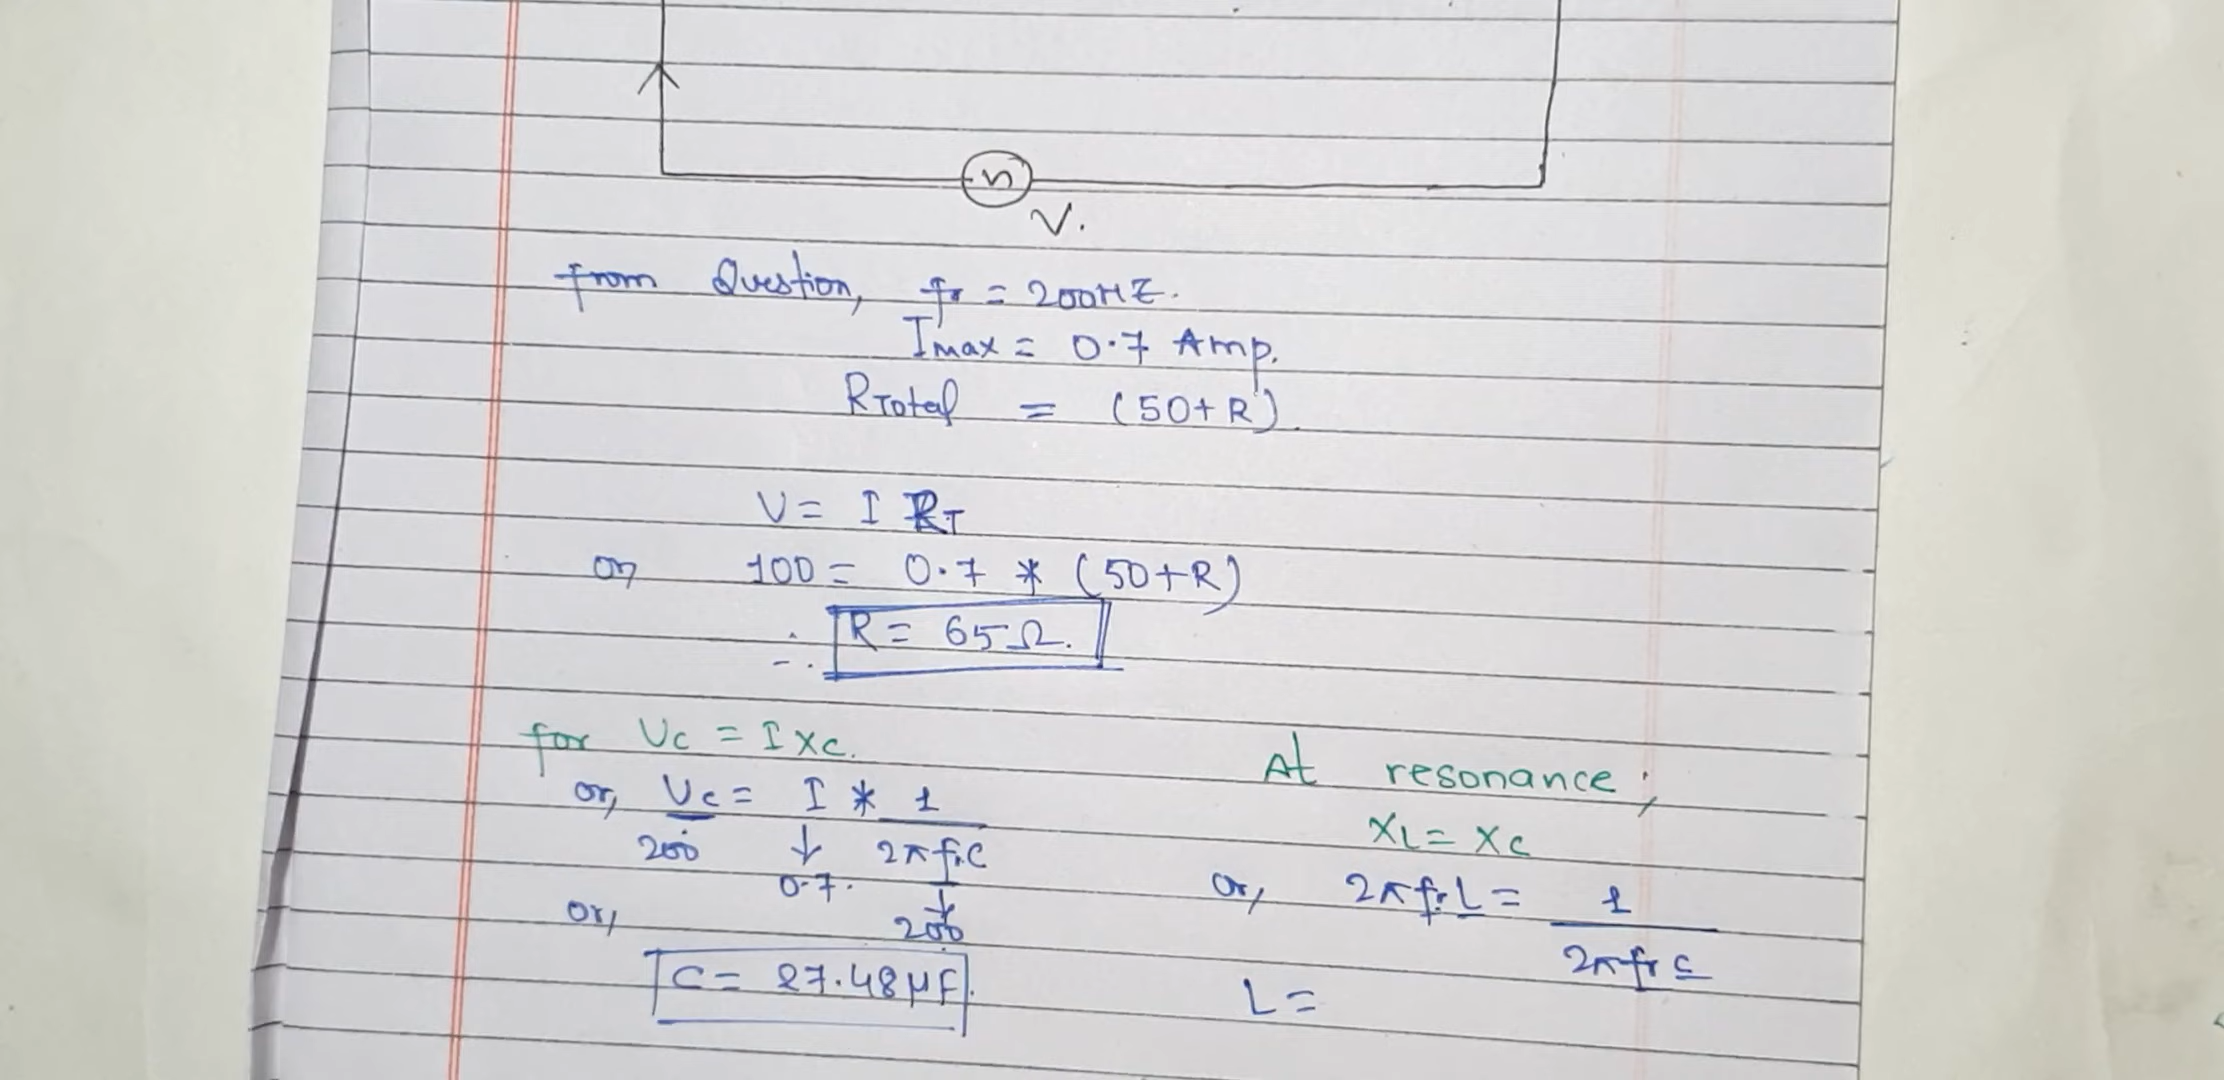 V.
from Question, fr = 200HZ.
Imax = 0.7 Amp.
RTotal = (50+R)
V = I RT
or 100 = 0.7 * (50+R)
∴ R = 65Ω.
for Vc = I Xc.
or, Vc = I * 1
200 ↓ 2πfrC
0.7. ↓
or, 200
C = 27.48 μF.
At resonance;
XL = Xc
or, 2πfrL = 1
2πfrC
L =